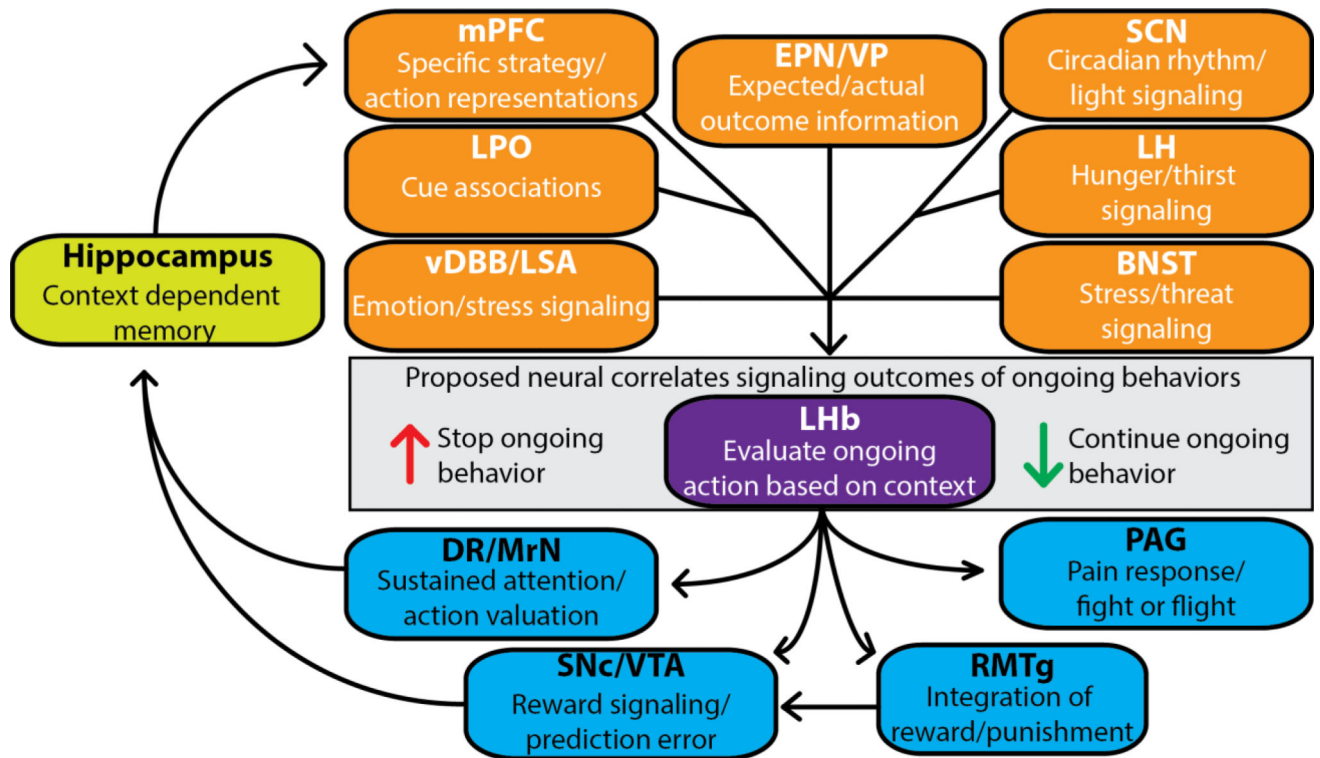 mPFC
Specific strategy/
action representations
EPN/VP
Expected/actual
outcome information
SCN
Circadian rhythm/
light signaling
LPO
Cue associations
LH
Hunger/thirst
signaling
Hippocampus
Context dependent
memory
vDBB/LSA
Emotion/stress signaling
BNST
Stress/threat
signaling
Proposed neural correlates signaling outcomes of ongoing behaviors
Stop ongoing
behavior
LHb
Evaluate ongoing
action based on context
Continue ongoing
behavior
DR/MrN
Sustained attention/
action valuation
PAG
Pain response/
fight or flight
SNc/VTA
Reward signaling/
prediction error
RMTg
Integration of
reward/punishment